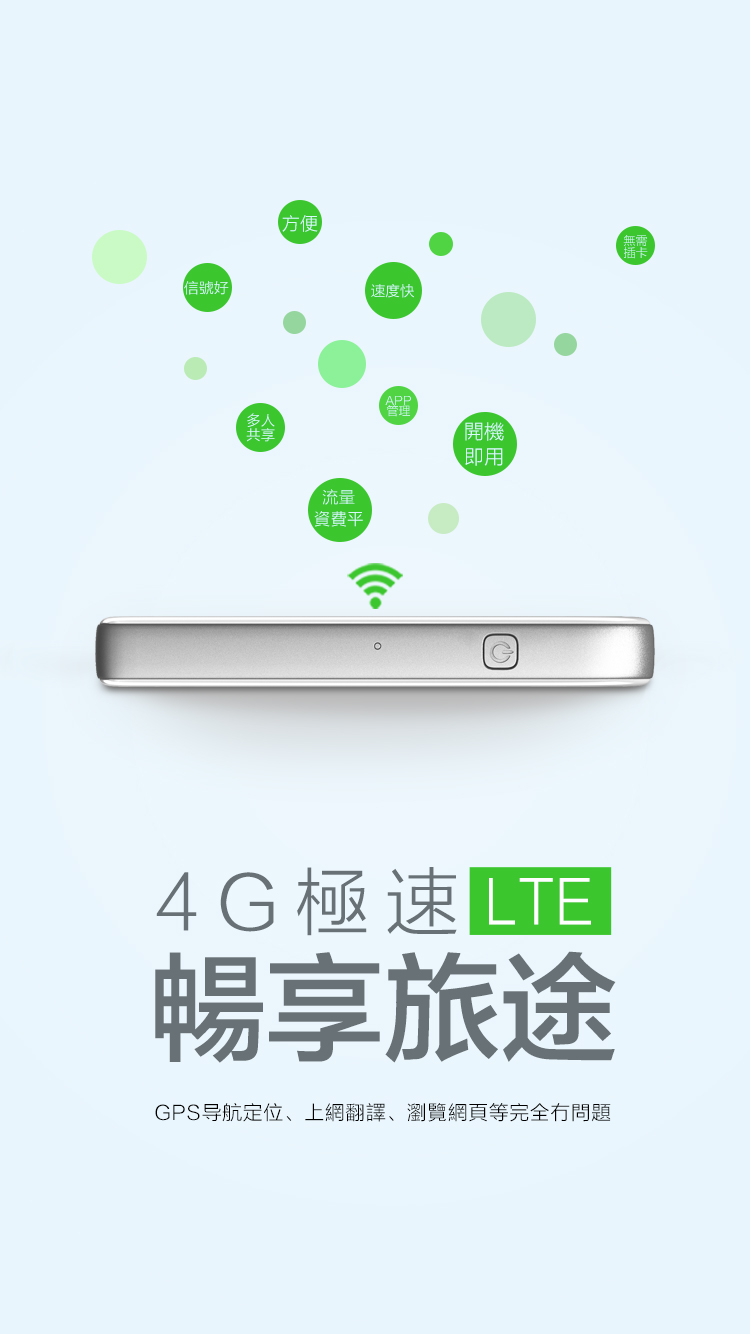 方便
無需
插卡
信號好
速度快
APP
管理
多人
共享
開機
即用
流量
資費平
4G極速LTE
暢享旅途
GPS导航定位、上網翻譯、瀏覽網頁等完全冇問題